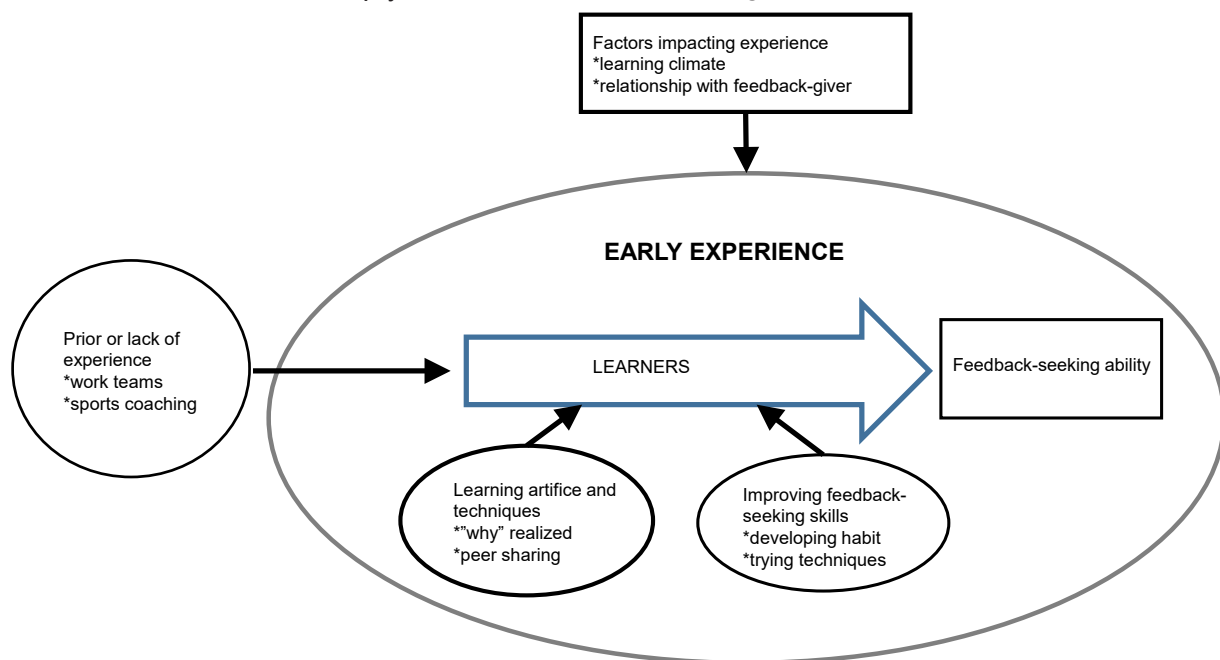 Factors impacting experience
*learning climate
*relationship with feedback-giver
EARLY EXPERIENCE
Prior or lack of
experience
*work teams
*sports coaching
LEARNERS
Feedback-seeking ability
Learning artifice and
techniques
*”why” realized
*peer sharing
Improving feedback-
seeking skills
*developing habit
*trying techniques